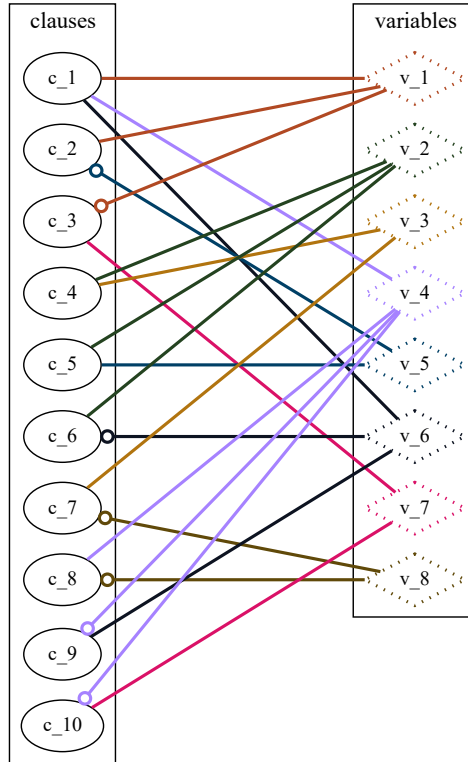 clauses
variables
c_1
v_1
c_2
v_2
c_3
v_3
c_4
v_4
c_5
v_5
c_6
v_6
c_7
v_7
c_8
v_8
c_9
c_10